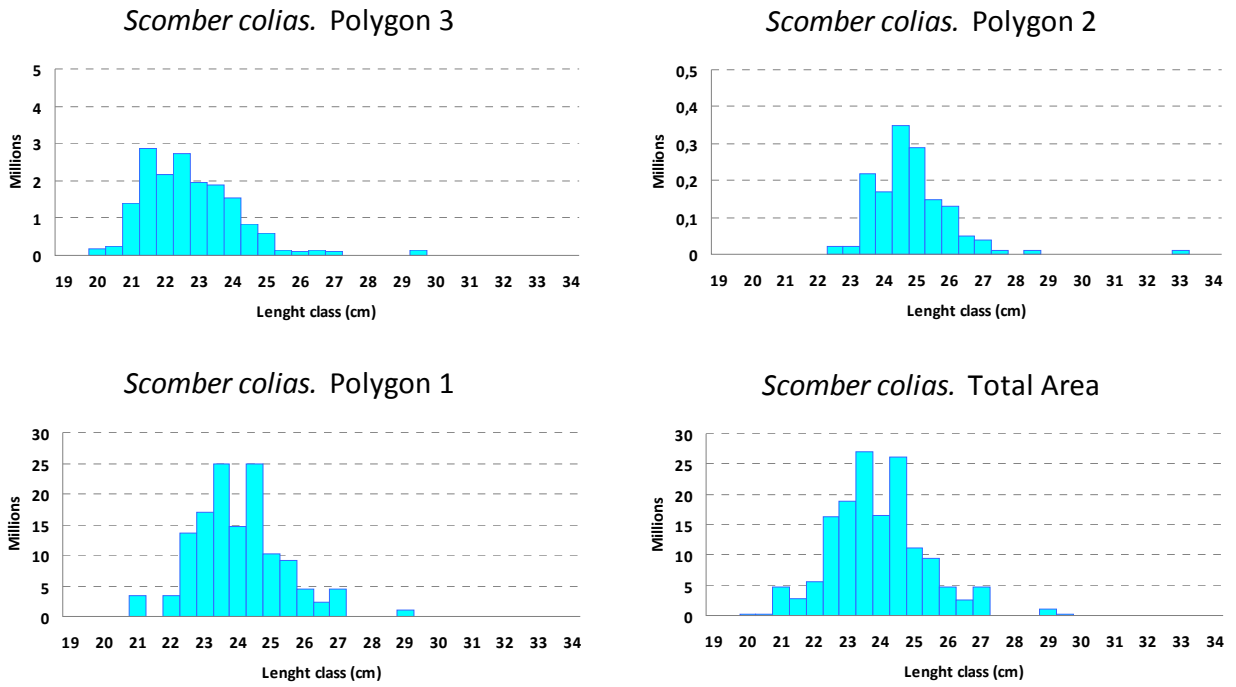 Scomber colias. Polygon 3
Millions
5
4
3
2
1
0
19 20 21 22 23 24 25 26 27 28 29 30 31 32 33 34
Lenght class (cm)
Scomber colias. Polygon 2
Millions
0,5
0,4
0,3
0,2
0,1
0
19 20 21 22 23 24 25 26 27 28 29 30 31 32 33 34
Lenght class (cm)
Scomber colias. Polygon 1
Millions
30
25
20
15
10
5
0
19 20 21 22 23 24 25 26 27 28 29 30 31 32 33 34
Lenght class (cm)
Scomber colias. Total Area
Millions
30
25
20
15
10
5
0
19 20 21 22 23 24 25 26 27 28 29 30 31 32 33 34
Lenght class (cm)